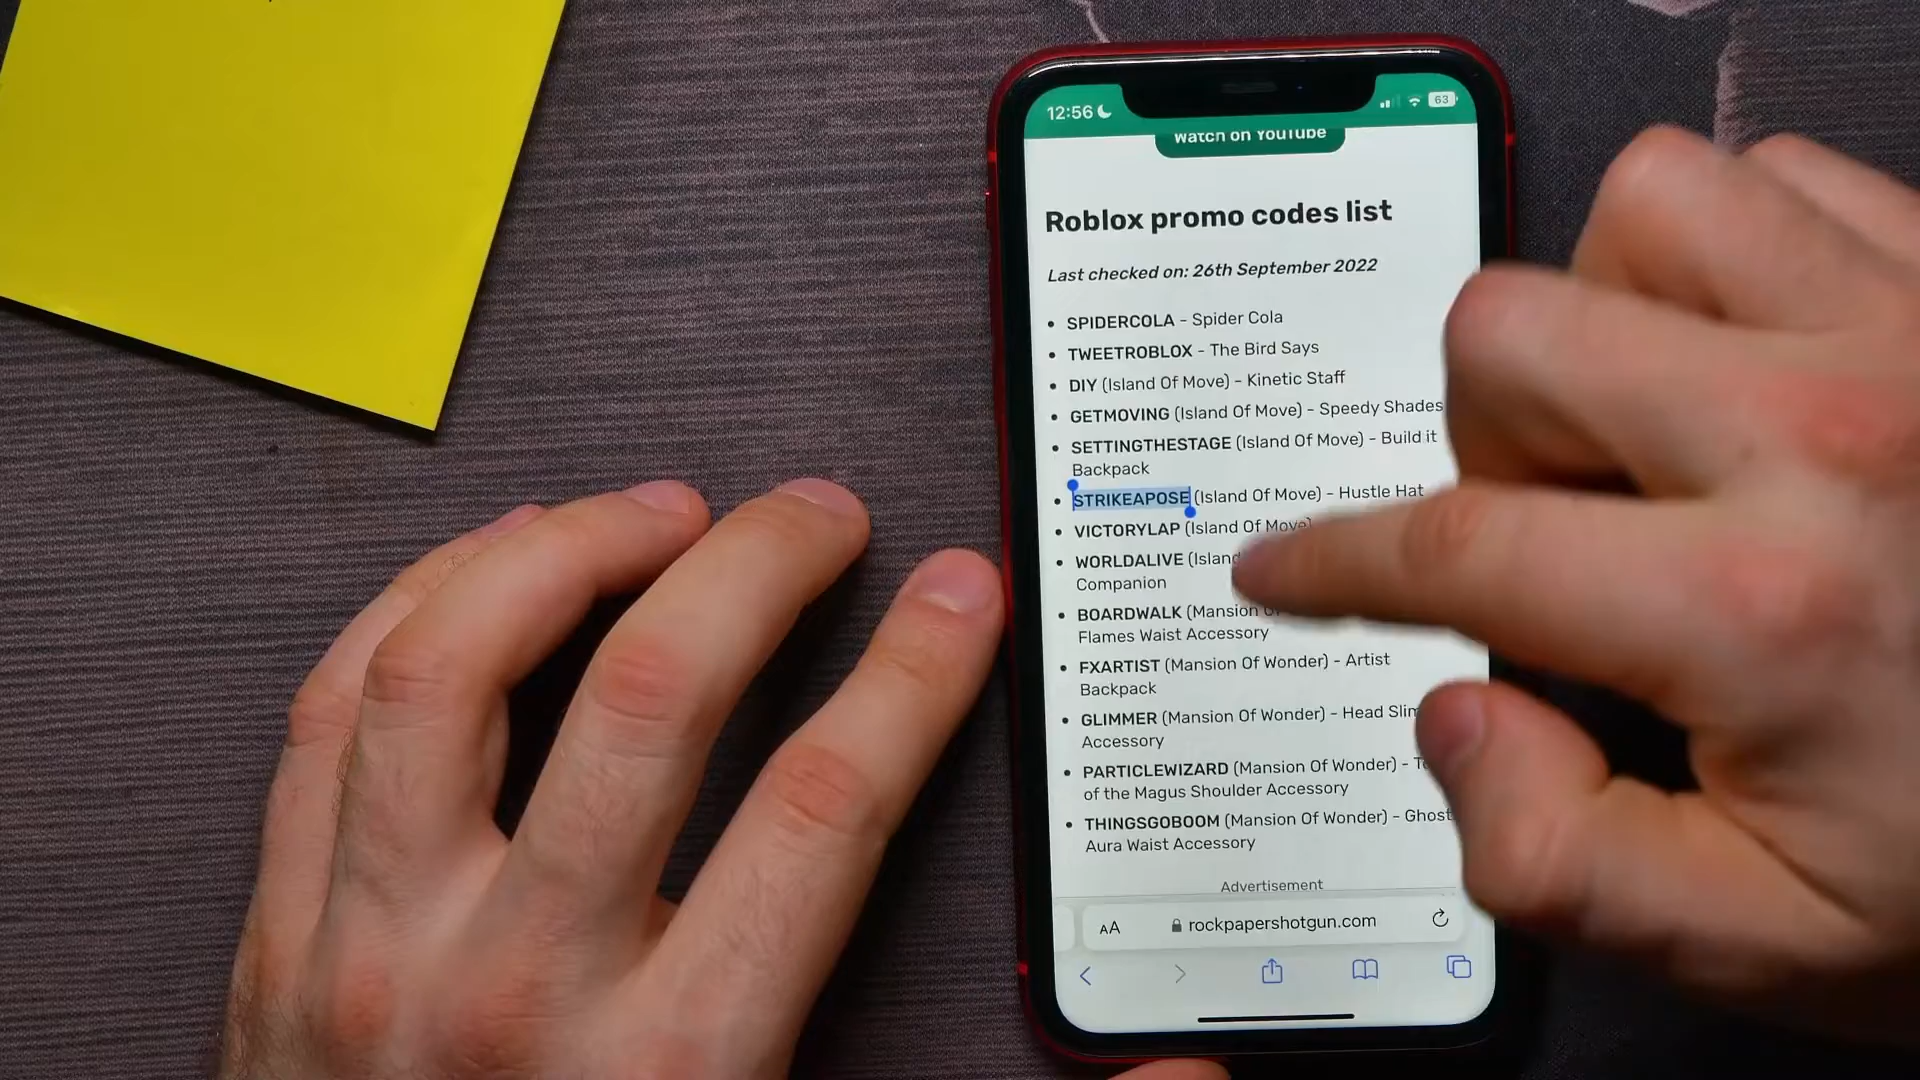 12:56
63
Watch on YouTube
Roblox promo codes list
Last checked on: 26th September 2022
SPIDERCOLA - Spider Cola
TWEETROBLOX - The Bird Says
DIY (Island Of Move) - Kinetic Staff
GETMOVING (Island Of Move) - Speedy Shades
SETTINGTHESTAGE (Island Of Move) - Build it
Backpack
STRIKEAPOSE (Island Of Move) - Hustle Hat
VICTORYLAP (Island Of Move)
WORLDALIVE (Island
Companion
BOARDWALK (Mansion
Flames Waist Accessory
FXARTIST (Mansion Of Wonder) - Artist
Backpack
GLIMMER (Mansion Of Wonder) - Head
Accessory
PARTICLEWIZARD (Mansion Of Wonder) -
of the Magus Shoulder Accessory
THINGSGOBOOM (Mansion Of Wonder) - Ghost
Aura Waist Accessory
Advertisement
AA rockpapershotgun.com